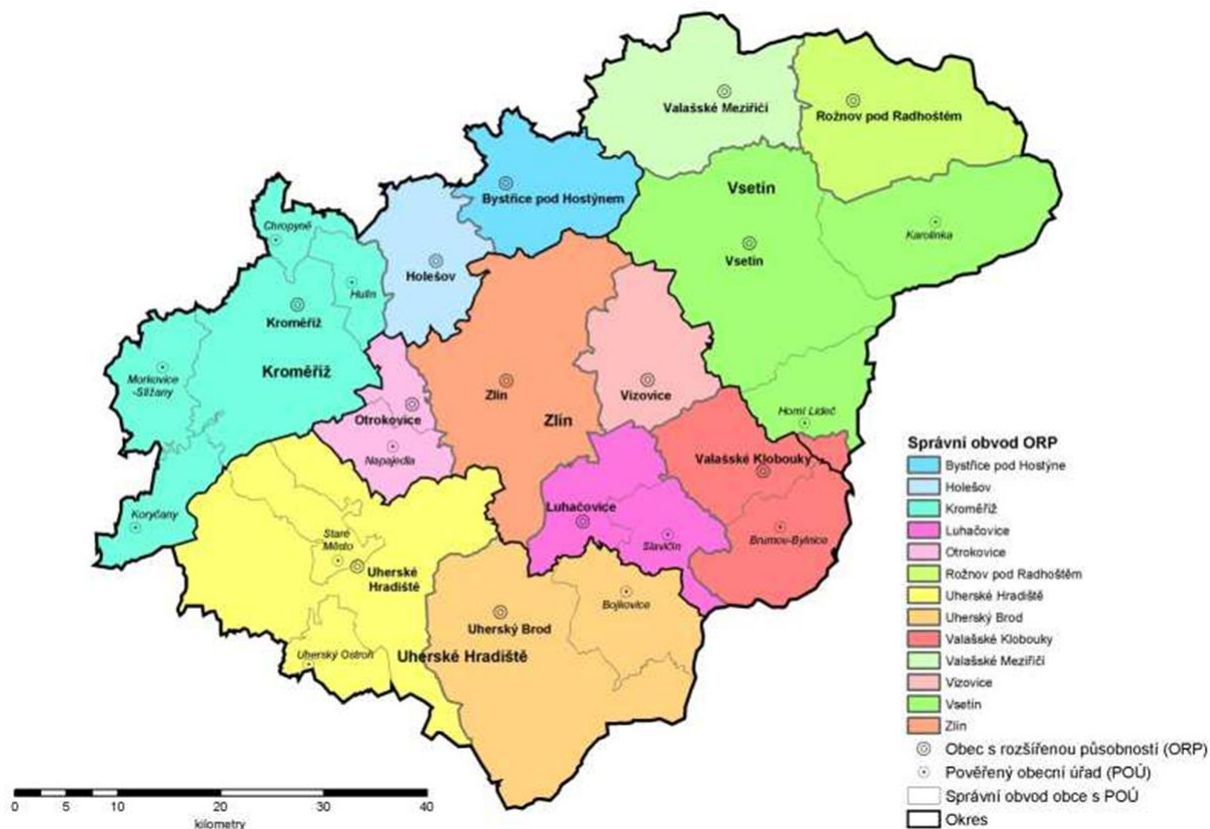 Valašské Meziříčí
Rožnov pod Radhoštěm
Bystřice pod Hostýnem
Vsetín
Chropyně
Karolinka
Holešov
Vsetín
Hulín
Kroměříž
Morkovice
-Slížany
Kroměříž
Zlín
Vizovice
Otrokovice
Zlín
Horní Lideč
Napajedla
Valašské Klobouky
Luhačovice
Koryčany
Staré
Město
Slavičín
Brumov-Bylnice
Uherské
Hradiště
Bojkovice
Uherský Brod
Uherský Ostroh
Uherské Hradiště
Správní obvod ORP
Bystřice pod Hostýne
Holešov
Kroměříž
Luhačovice
Otrokovice
Rožnov pod Radhoštěm
Uherské Hradiště
Uherský Brod
Valašské Klobouky
Valašské Meziříčí
Vizovice
Vsetín
Zlín
Obec s rozšířenou působností (ORP)
Pověřený obecní úřad (POÚ)
Správní obvod obce s POÚ
Okres
0 5 10 20 30 40
kilometry